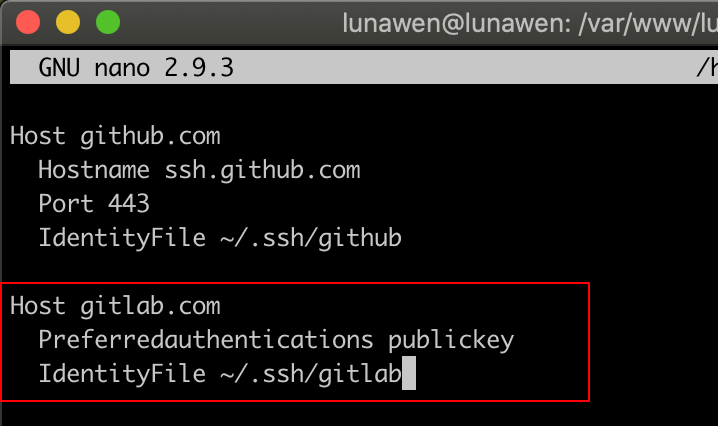 lunawen@lunawen: /var/www/lu
GNU nano 2.9.3 /h
Host github.com
Hostname ssh.github.com
Port 443
IdentityFile ~/.ssh/github
Host gitlab.com
Preferredauthentications publickey
IdentityFile ~/.ssh/gitlab